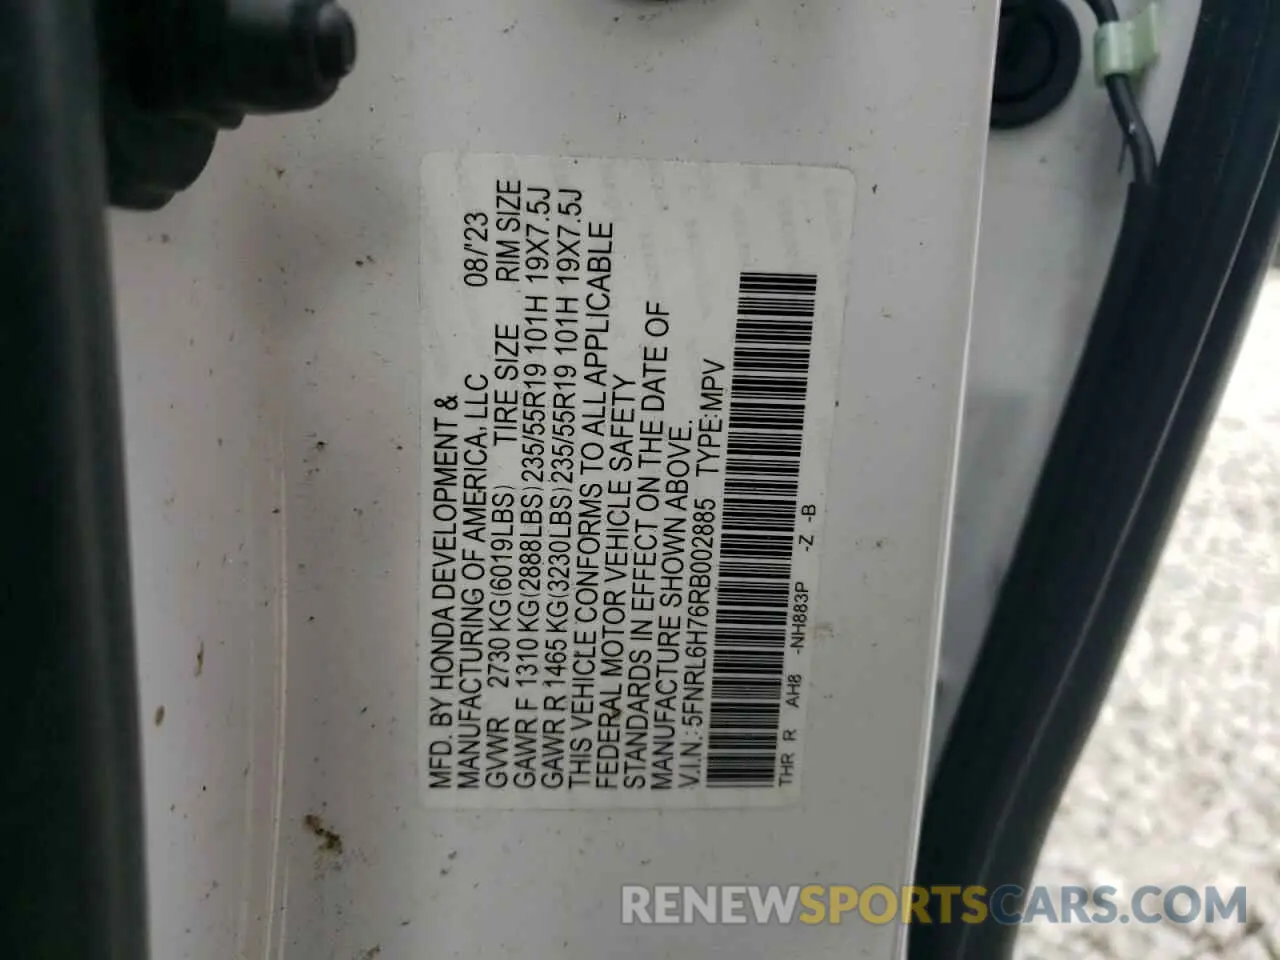 MFD. BY HONDA DEVELOPMENT &
MANUFACTURING OF AMERICA, LLC 08/'23
GVWR 2730 KG(6019LBS) TIRE SIZE RIM SIZE
GAWR F 1310 KG(2888LBS)235/55R19 101H 19X7.5J
GAWR R 1465 KG(3230LBS)235/55R19 101H 19X7.5J
THIS VEHICLE CONFORMS TO ALL APPLICABLE
FEDERAL MOTOR VEHICLE SAFETY
STANDARDS IN EFFECT ON THE DATE OF
MANUFACTURE SHOWN ABOVE.
V.I.N.:5FNRL6H76RB002885 TYPE:MPV
THR R AH8 -NH883P -Z -B
RENEWSPORTSCARS.COM